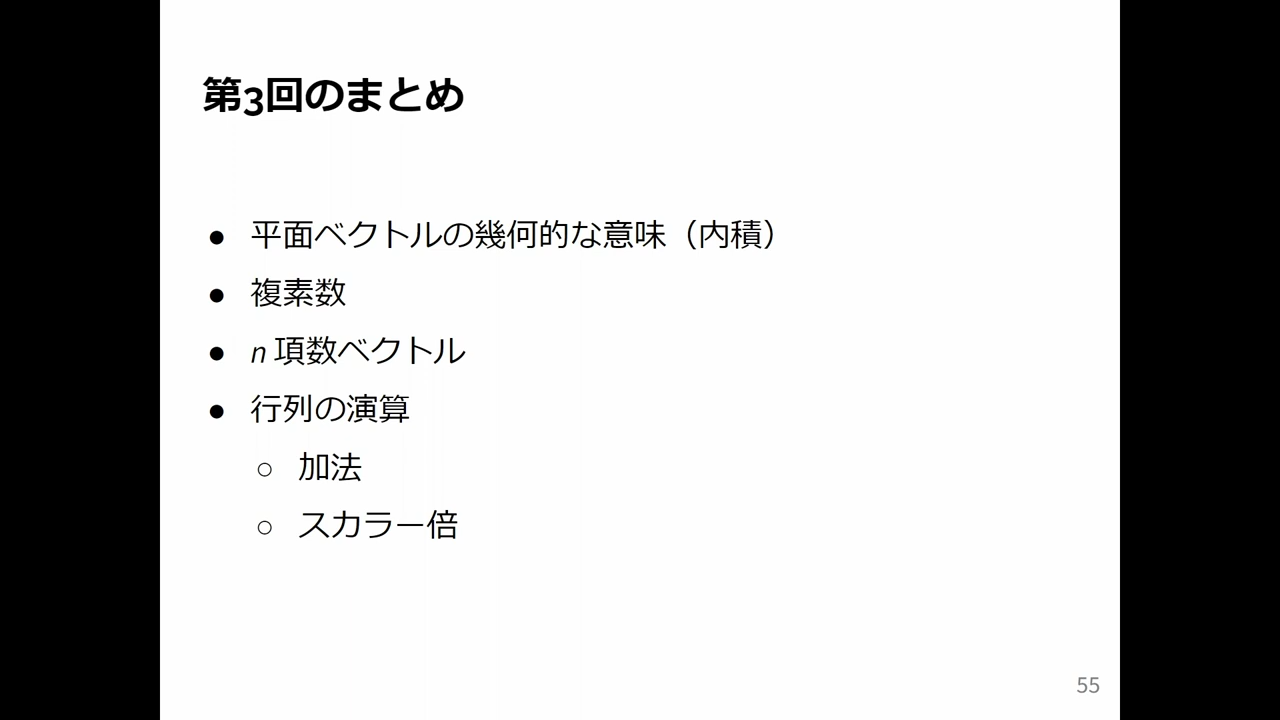 第3回のまとめ
● 平面ベクトルの幾何的な意味（内積）
● 複素数
● n 項数ベクトル
● 行列の演算
○ 加法
○ スカラー倍
55